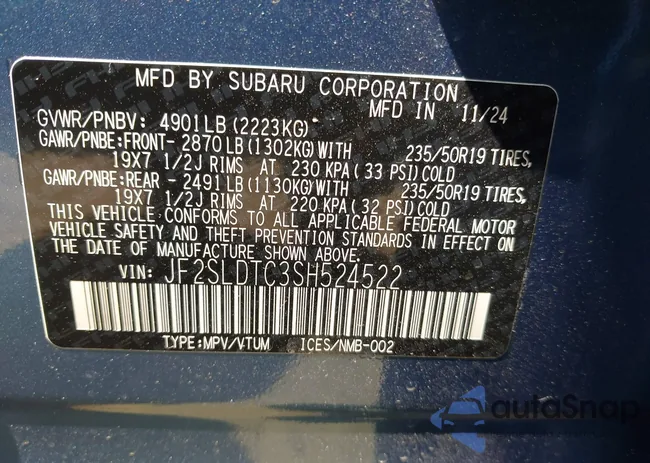 MFD BY SUBARU CORPORATION
MFD IN 11/24
GVWR/PNBV: 4901LB(2223KG)
GAWR/PNBE:FRONT- 2870LB(1302KG)WITH 235/50R19 TIRES,
19X7 1/2J RIMS AT 230 KPA(33 PSI)COLD
GAWR/PNBE:REAR - 2491LB(1130KG)WITH 235/50R19 TIRES,
19X7 1/2J RIMS AT 220 KPA(32 PSI)COLD
THIS VEHICLE CONFORMS TO ALL APPLICABLE FEDERAL MOTOR
VEHICLE SAFETY AND THEFT PREVENTION STANDARDS IN EFFECT ON
THE DATE OF MANUFACTURE SHOWN ABOVE.
VIN: JF2SLDTC3SH524522
TYPE:MPV/VTUM ICES/NMB-002
autoSnap